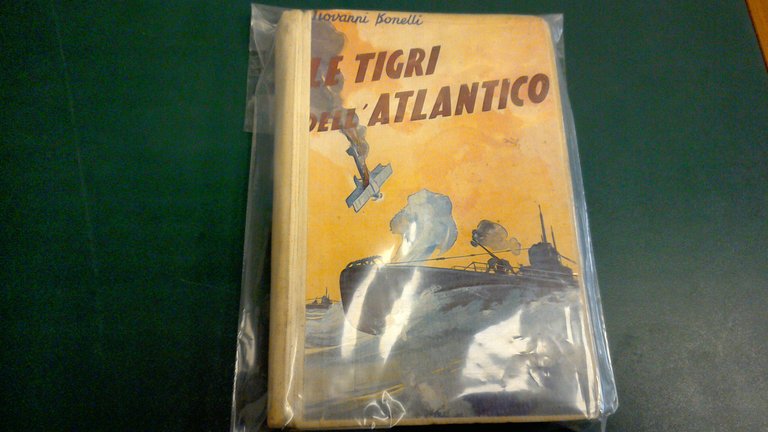 Giovanni Bonelli
LE TIGRI
DELL'ATLANTICO